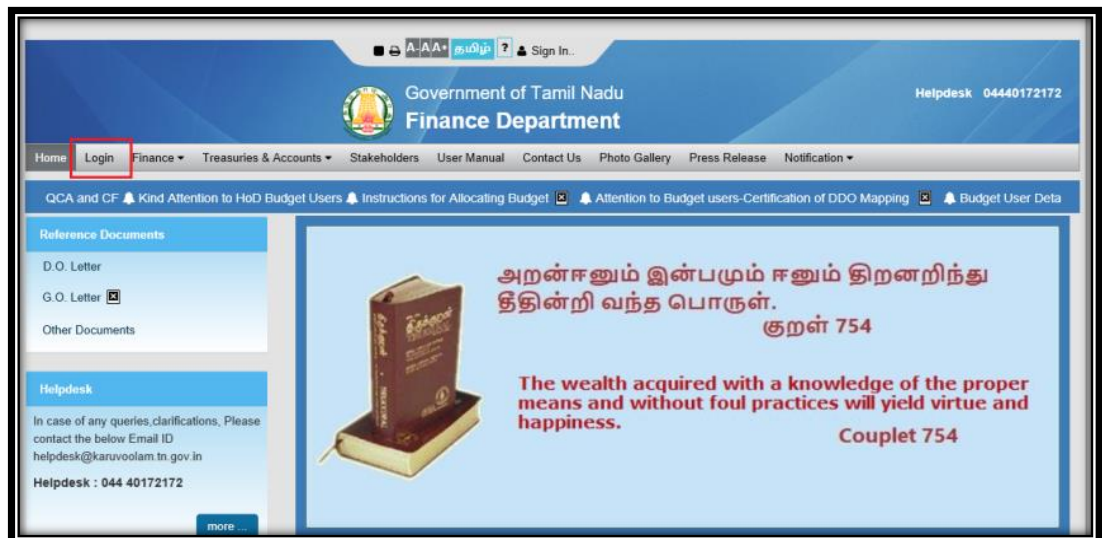 A- A A+ தமிழ் ? Sign In..
Government of Tamil Nadu
Finance Department
Helpdesk 04440172172
Home Login Finance Treasuries & Accounts Stakeholders User Manual Contact Us Photo Gallery Press Release Notification
QCA and CF Kind Attention to HoD Budget Users Instructions for Allocating Budget Attention to Budget users-Certification of DDO Mapping Budget User Deta
Reference Documents
D.O. Letter
G.O. Letter
Other Documents
Helpdesk
In case of any queries,clarifications, Please
contact the below Email ID
helpdesk@karuvoolam.tn.gov.in
Helpdesk : 044 40172172
more ...
அறன்ஈனும் இன்பமும் ஈனும் திறனறிந்து
தீதின்றி வந்த பொருள்.
குறள் 754
The wealth acquired with a knowledge of the proper
means and without foul practices will yield virtue and
happiness.
Couplet 754